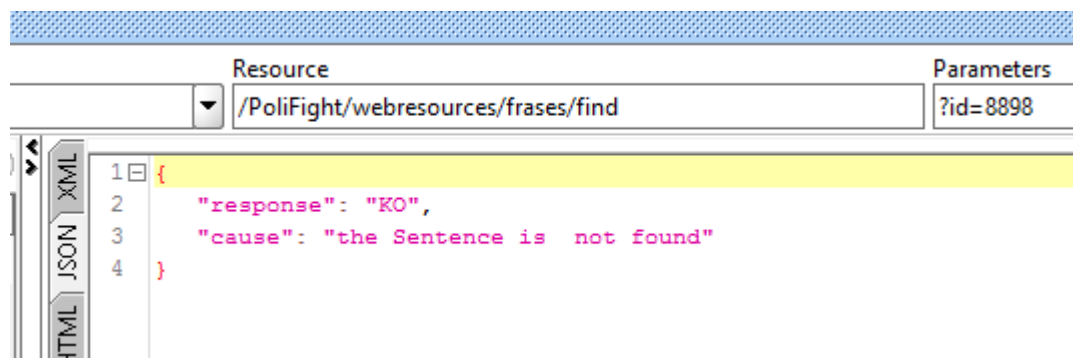 Resource Parameters
/PoliFight/webresources/frases/find ?id=8898
XML
JSON
HTML
1 {
2 "response": "KO",
3 "cause": "the Sentence is  not found"
4 }